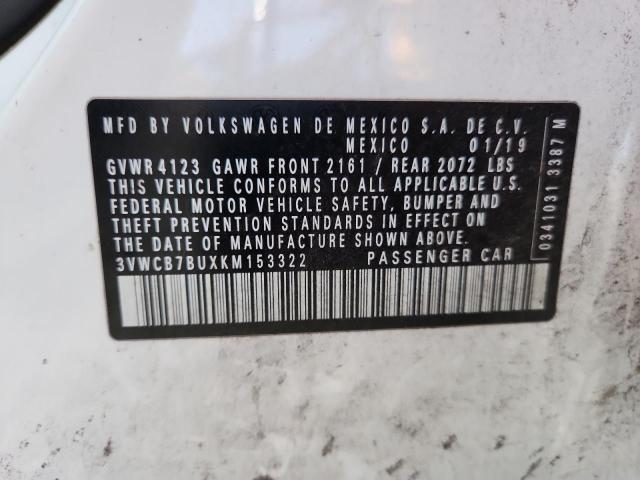 MFD BY VOLKSWAGEN DE MEXICO S.A. DE C.V.
MEXICO 01/19
GVWR 4123 GAWR FRONT 2161 / REAR 2072 LBS
THIS VEHICLE CONFORMS TO ALL APPLICABLE U.S.
FEDERAL MOTOR VEHICLE SAFETY, BUMPER AND
THEFT PREVENTION STANDARDS IN EFFECT ON
THE DATE OF MANUFACTURE SHOWN ABOVE.
3VWCB7BUXKM153322 PASSENGER CAR
0341031 3387 M